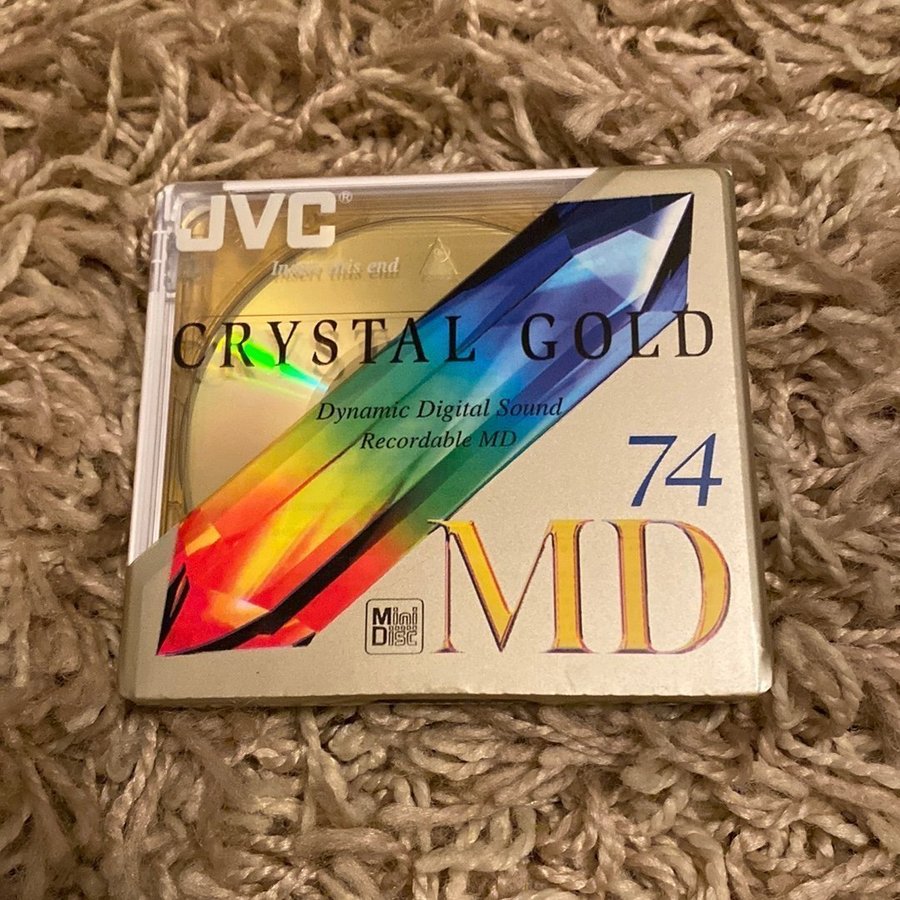 JVC®
Insert this end
CRYSTAL GOLD
Dynamic Digital Sound
Recordable MD
74
MD
Mini
Disc